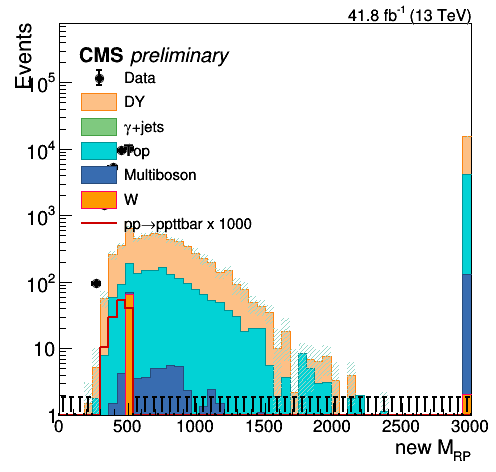 41.8 fb⁻¹ (13 TeV)
Events
CMS preliminary
Data
DY
γ+jets
Top
Multiboson
W
pp→ppttbar x 1000
10⁵
10⁴
10³
10²
10
1
0 500 1000 1500 2000 2500 3000
new M_RP